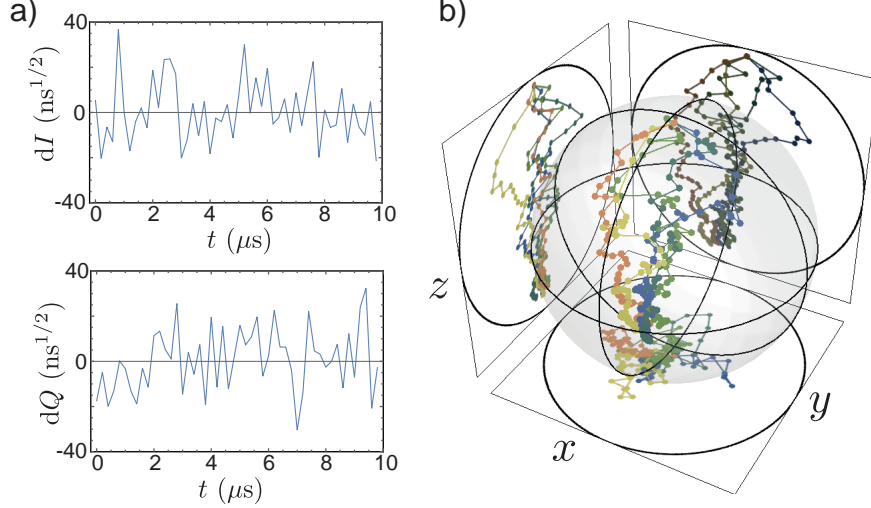 a)
40
0
-40
dI (ns^{1/2})
0 2 4 6 8 10
t (μs)
40
0
-40
dQ (ns^{1/2})
0 2 4 6 8 10
t (μs)
b)
z
x
y